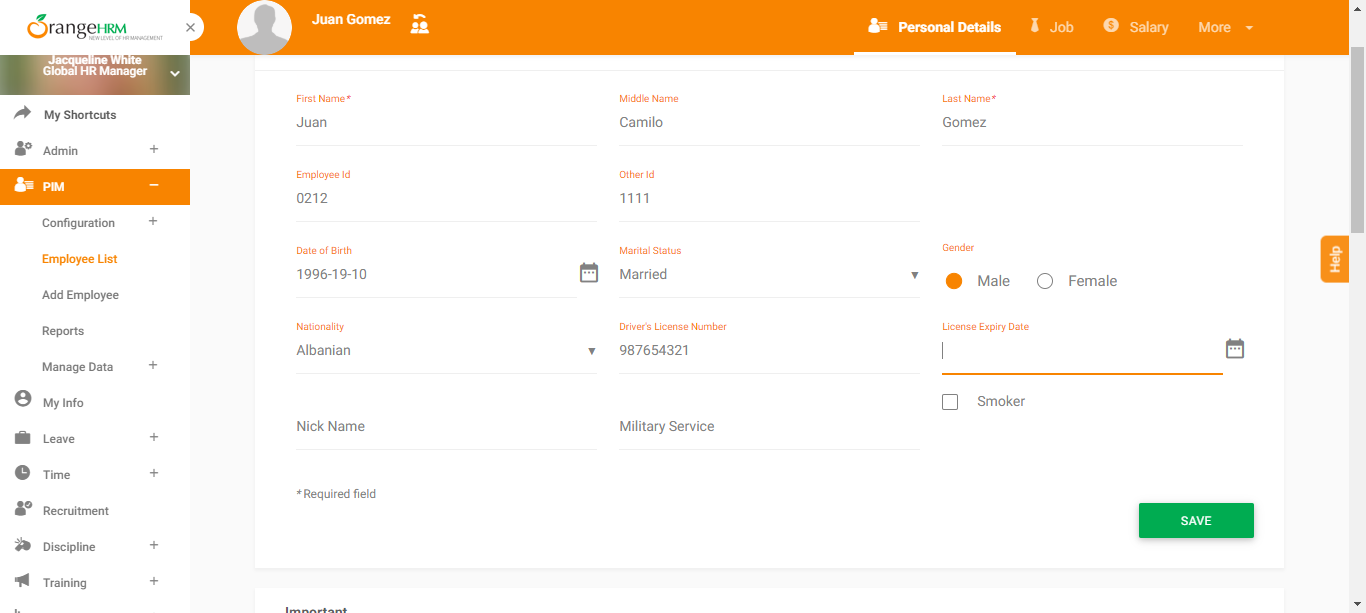 OrangeHRM
NEW LEVEL OF HR MANAGEMENT
Juan Gomez
Personal Details
Job
Salary
More
Jacqueline White
Global HR Manager
My Shortcuts
Admin
PIM
Configuration
Employee List
Add Employee
Reports
Manage Data
My Info
Leave
Time
Recruitment
Discipline
Training
First Name*
Middle Name
Last Name*
Juan
Camilo
Gomez
Employee Id
Other Id
0212
1111
Date of Birth
Marital Status
Gender
1996-19-10
Married
Male
Female
Nationality
Driver's License Number
License Expiry Date
Albanian
987654321
Smoker
Nick Name
Military Service
* Required field
SAVE
Help
Important